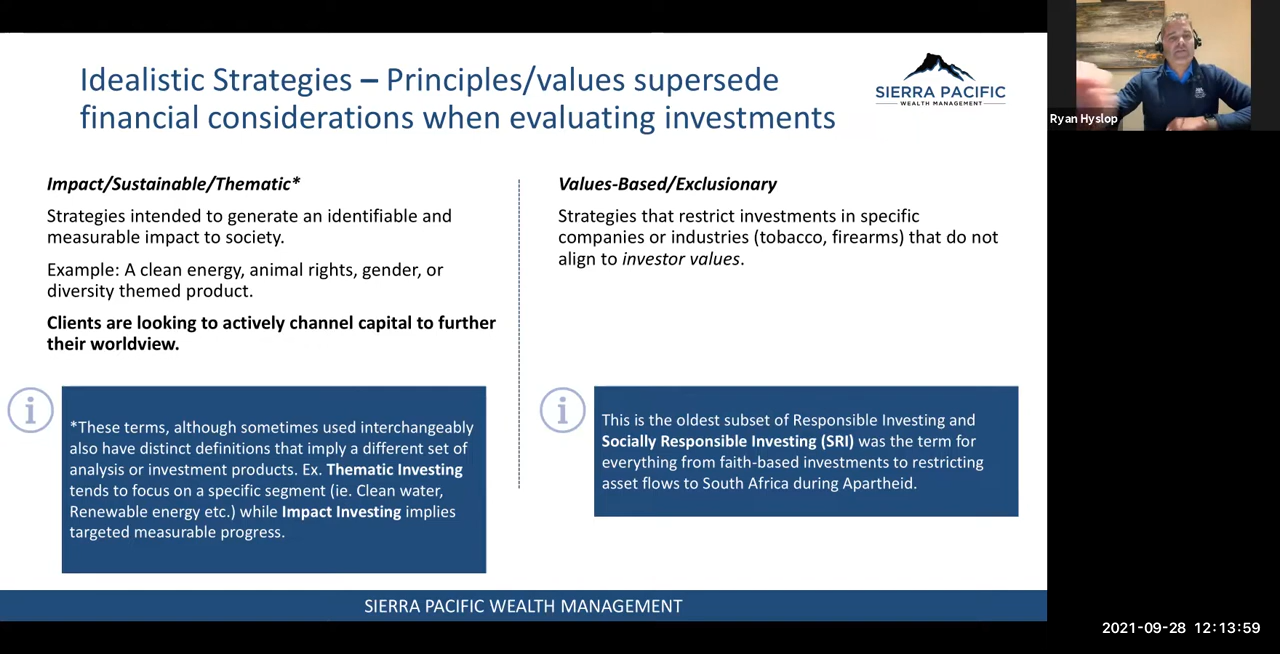 Idealistic Strategies – Principles/values supersede
financial considerations when evaluating investments
SIERRA PACIFIC
WEALTH MANAGEMENT
Ryan Hyslop
Impact/Sustainable/Thematic*
Strategies intended to generate an identifiable and
measurable impact to society.
Example: A clean energy, animal rights, gender, or
diversity themed product.
Clients are looking to actively channel capital to further
their worldview.
*These terms, although sometimes used interchangeably
also have distinct definitions that imply a different set of
analysis or investment products. Ex. Thematic Investing
tends to focus on a specific segment (ie. Clean water,
Renewable energy etc.) while Impact Investing implies
targeted measurable progress.
Values-Based/Exclusionary
Strategies that restrict investments in specific
companies or industries (tobacco, firearms) that do not
align to investor values.
This is the oldest subset of Responsible Investing and
Socially Responsible Investing (SRI) was the term for
everything from faith-based investments to restricting
asset flows to South Africa during Apartheid.
SIERRA PACIFIC WEALTH MANAGEMENT
2021-09-28 12:13:59